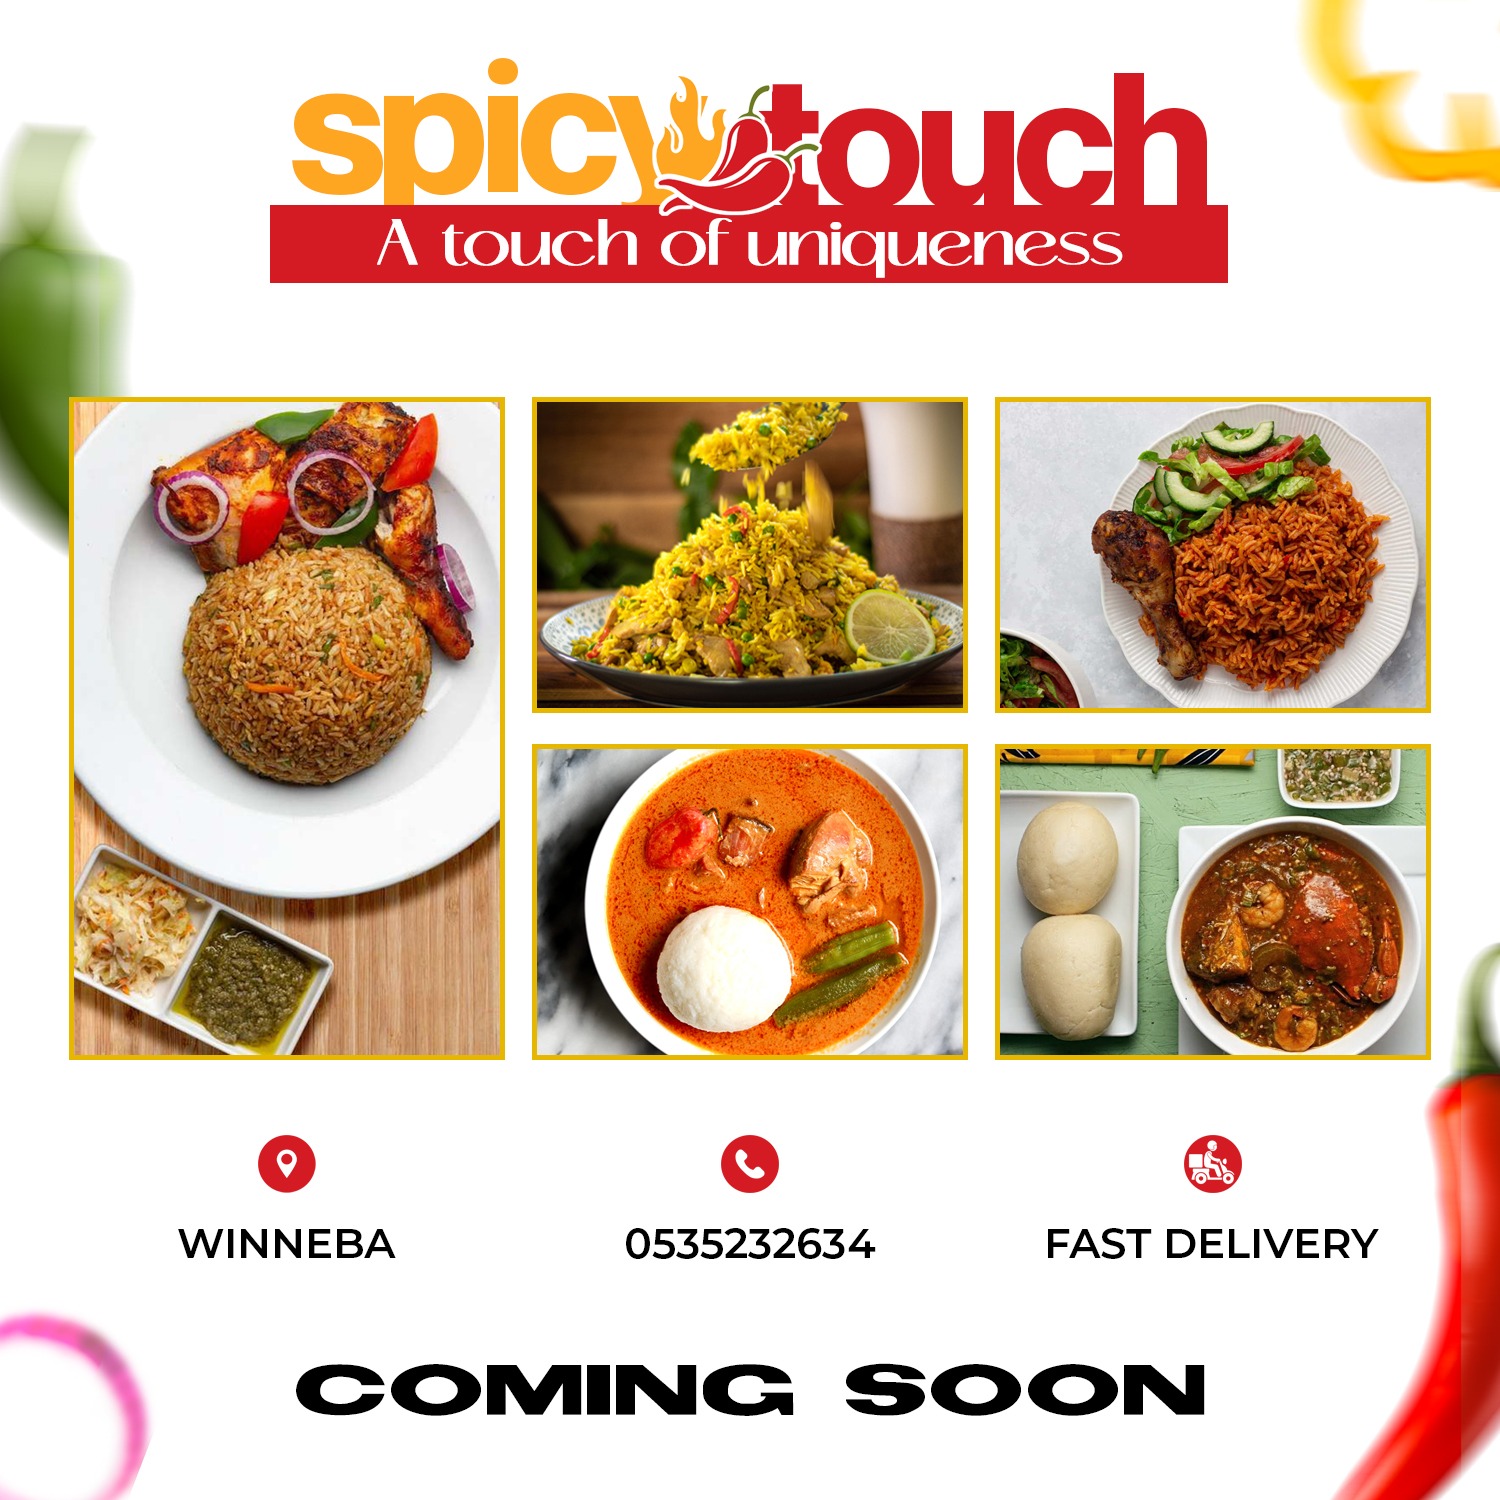 spicy touch
A touch of uniqueness
WINNEBA
0535232634
FAST DELIVERY
COMING SOON